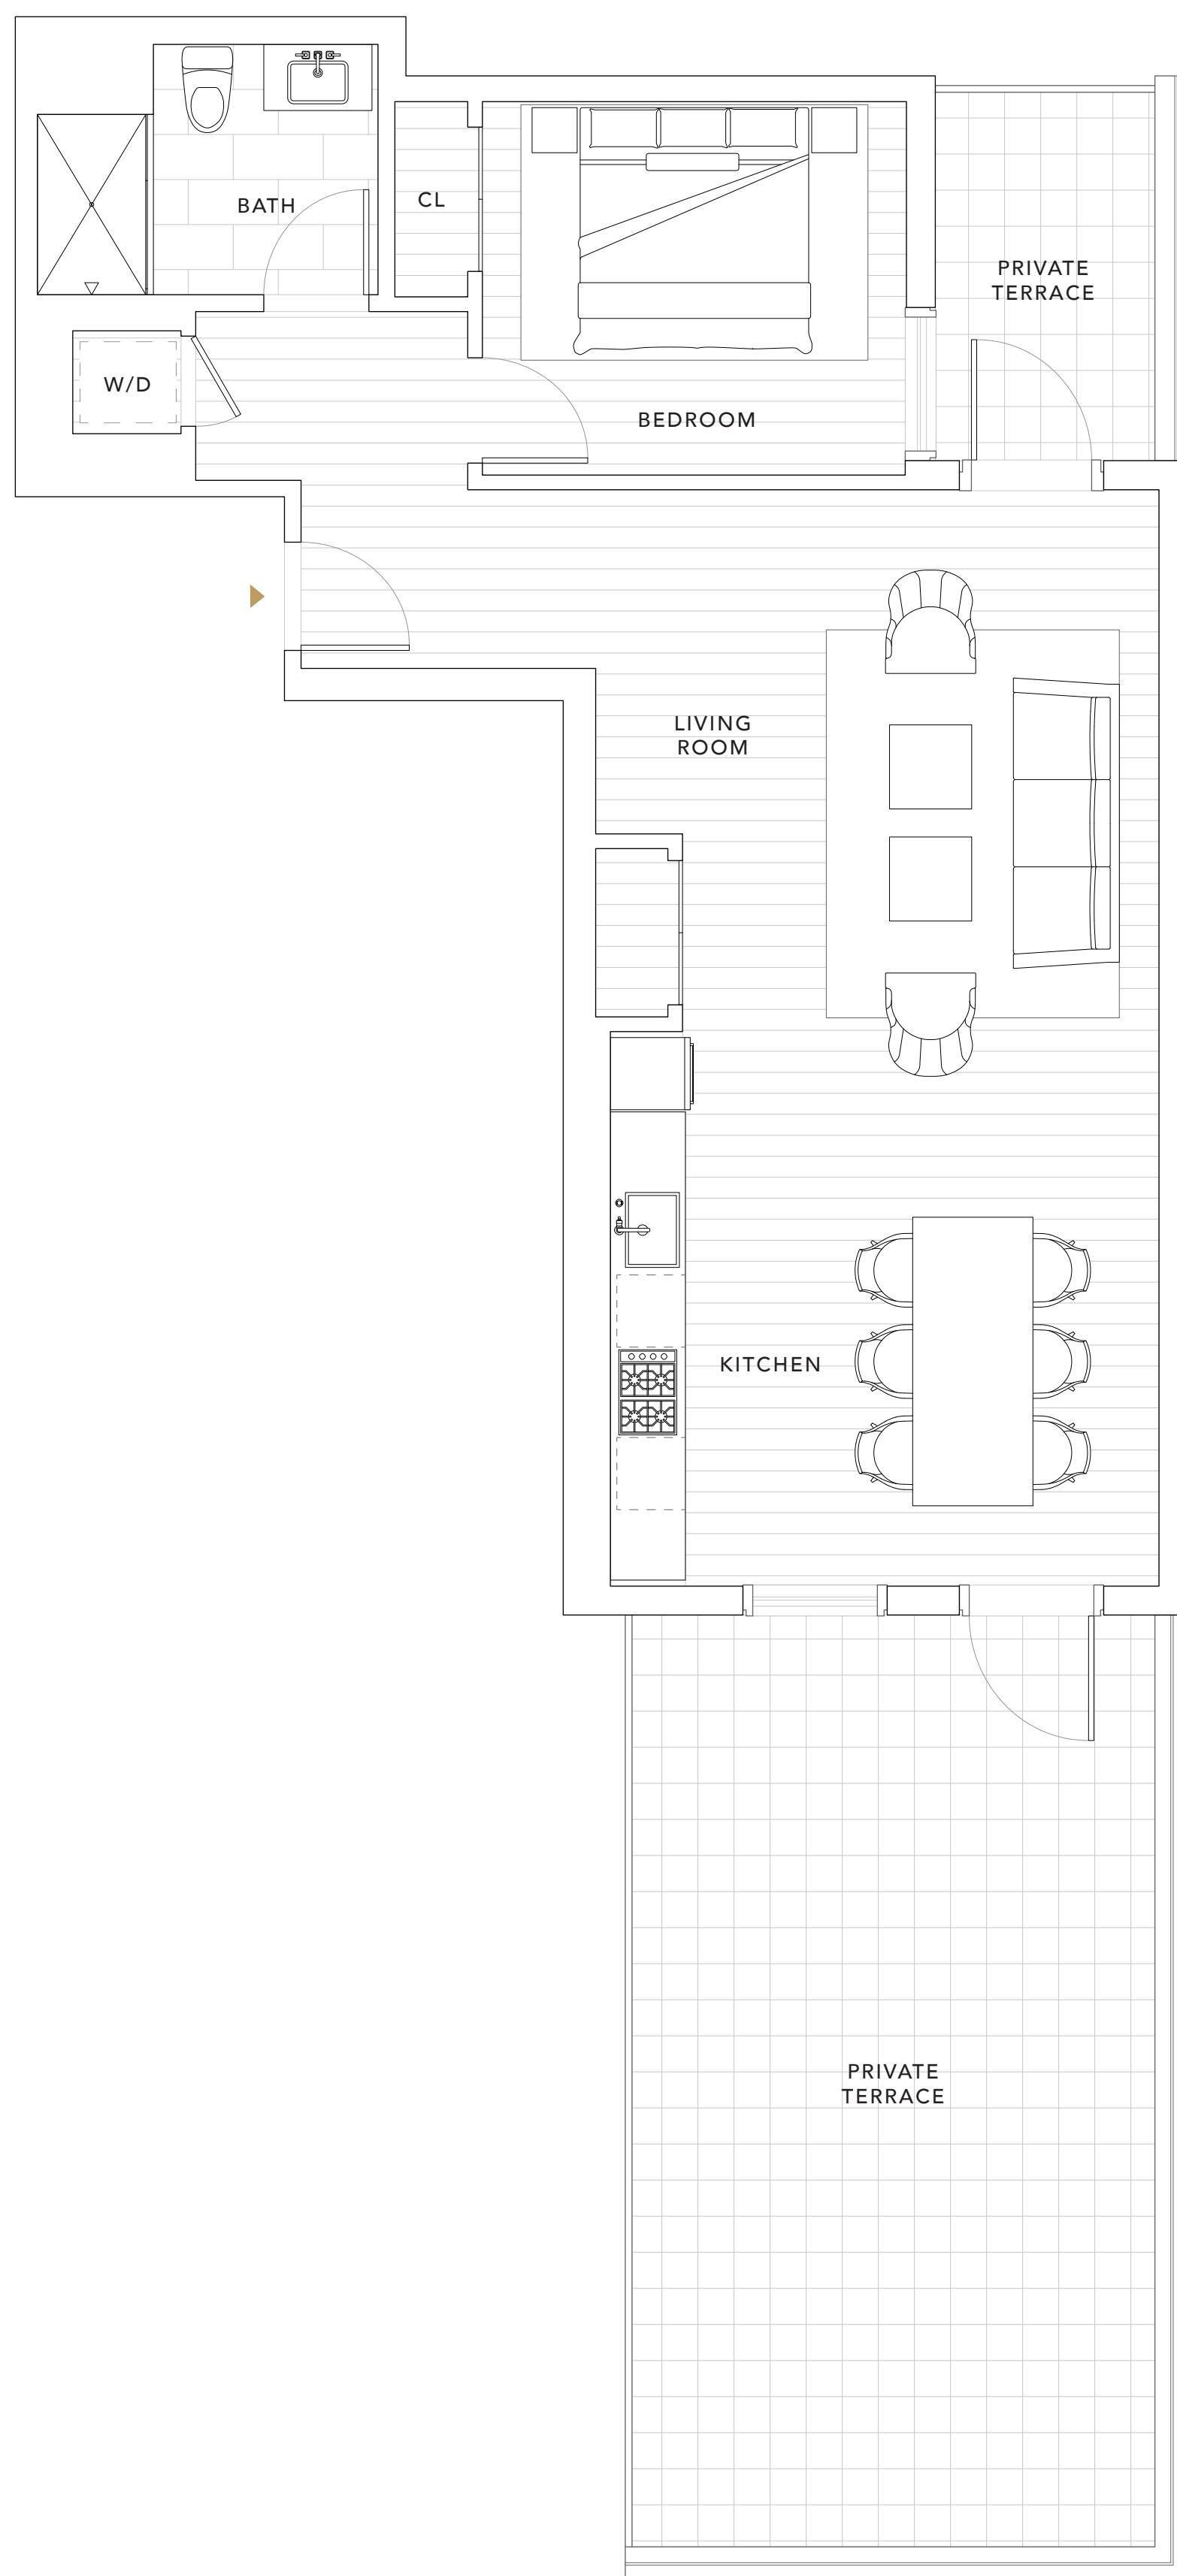 BATH
CL
PRIVATE
TERRACE
W/D
BEDROOM
LIVING
ROOM
KITCHEN
PRIVATE
TERRACE